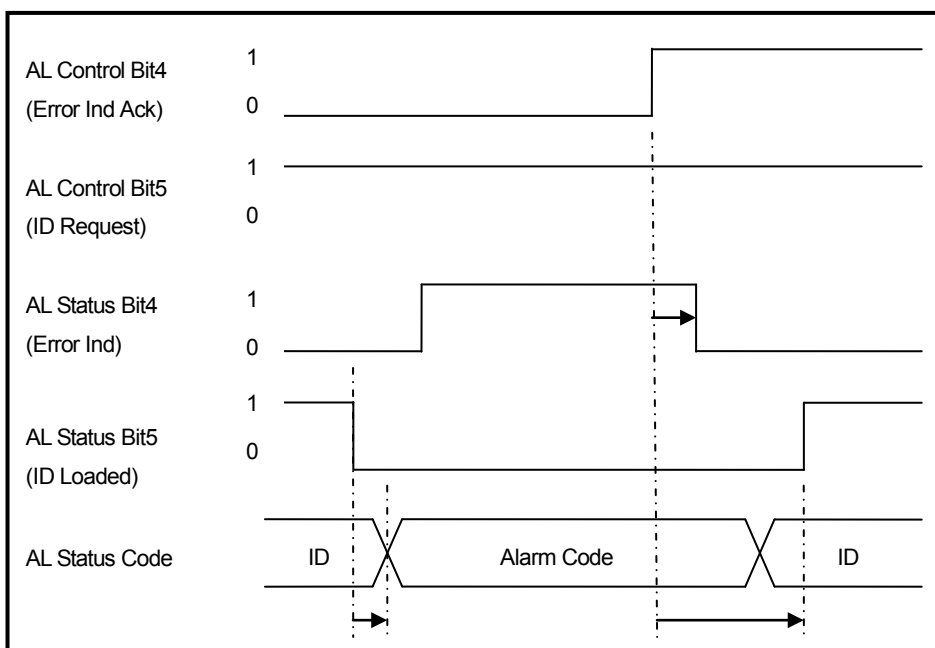 AL Control Bit4
(Error Ind Ack)
1
0
AL Control Bit5
(ID Request)
1
0
AL Status Bit4
(Error Ind)
1
0
AL Status Bit5
(ID Loaded)
1
0
AL Status Code
ID
Alarm Code
ID